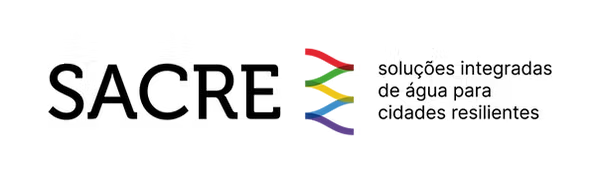 SACRE
soluções integradas
de água para
cidades resilientes